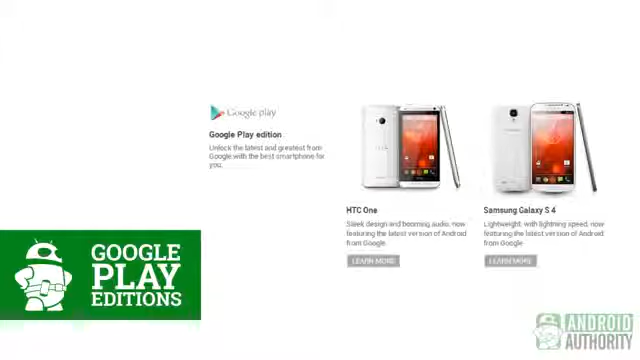 Google play
Google Play edition
Unlock the latest and greatest from
Google with the best smartphone for
you.
HTC One
Sleek design and booming audio, now
featuring the latest version of Android
from Google
LEARN MORE
Samsung Galaxy S 4
Lightweight, with lightning speed, now
featuring the latest version of Android
from Google
LEARN MORE
GOOGLE
PLAY
EDITIONS
ANDROID
AUTHORITY